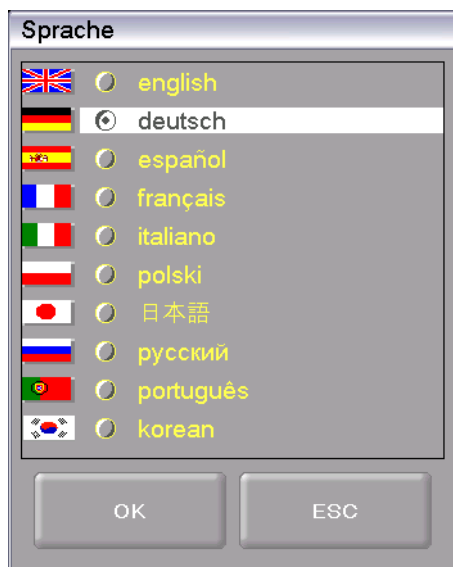 Sprache
english
deutsch
español
français
italiano
polski
日本語
русский
português
korean
OK
ESC